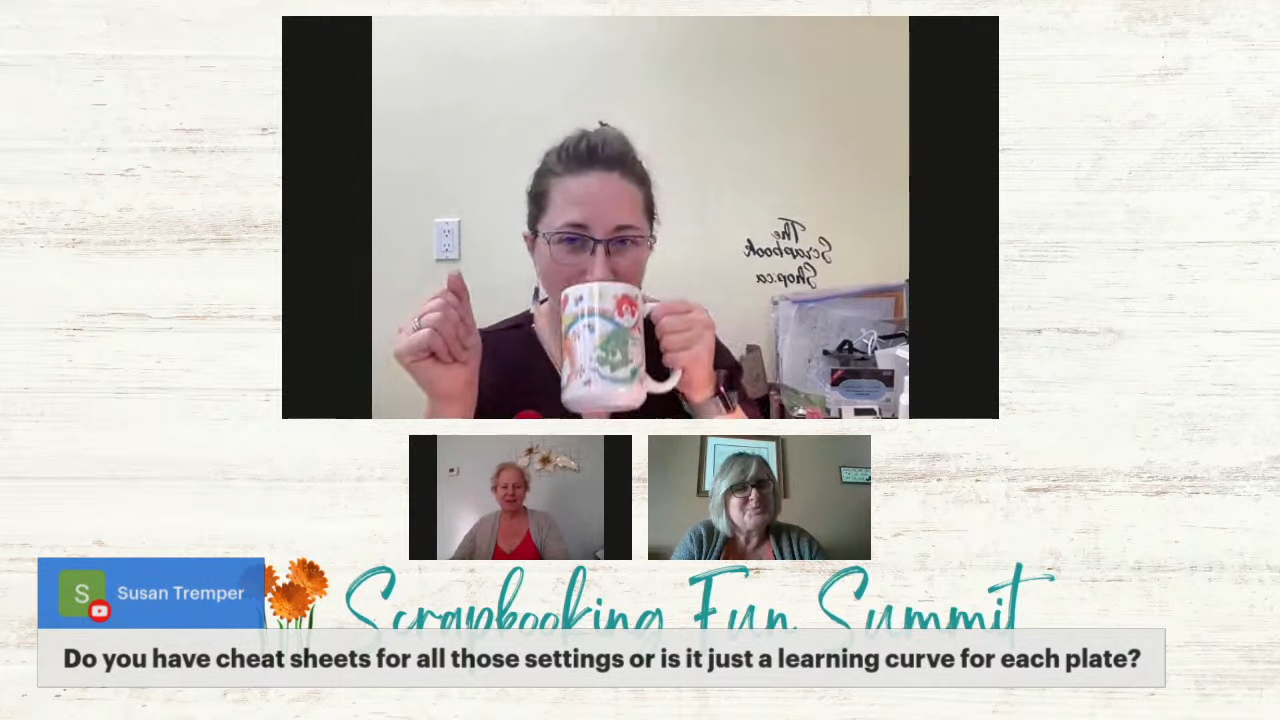 The
Scrapbook
Shop.ca
S
Susan Tremper
Scrapbooking Fun Summit
Do you have cheat sheets for all those settings or is it just a learning curve for each plate?